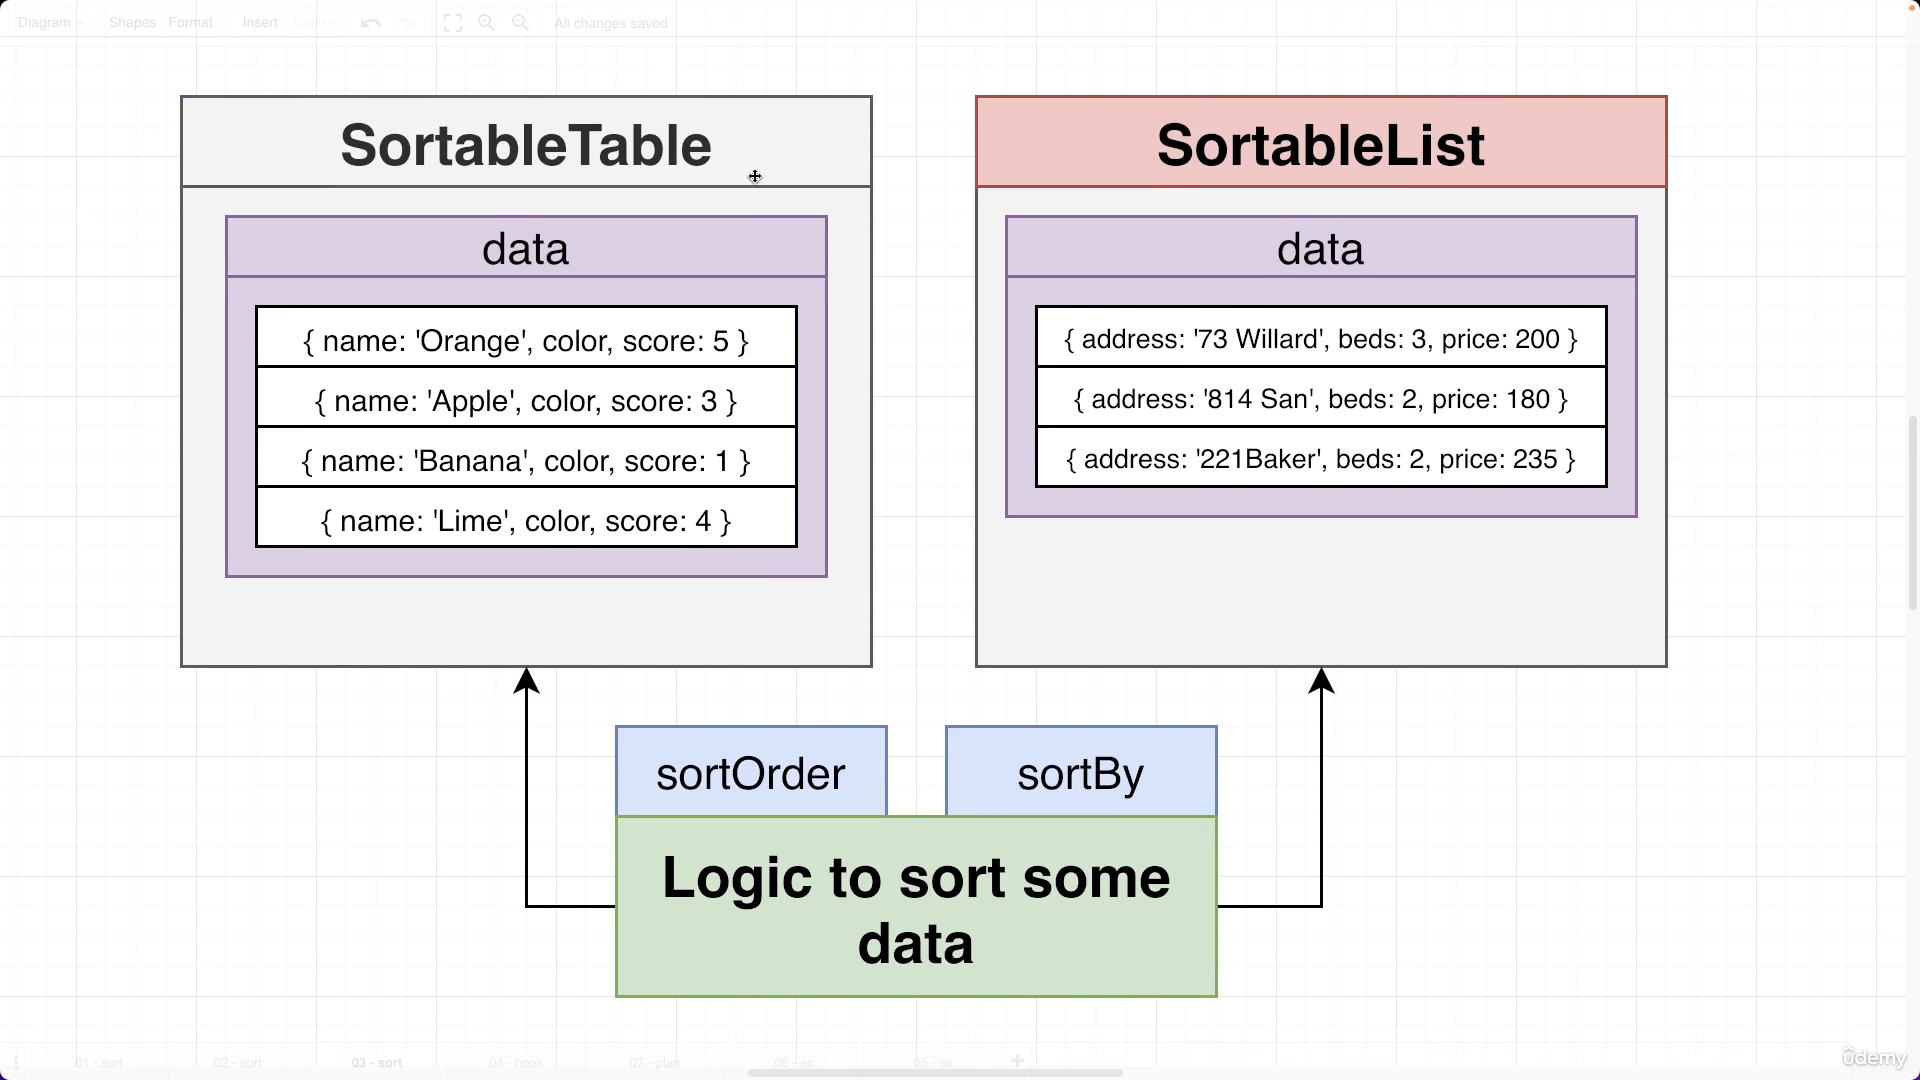 Diagram Shapes Format Insert Delete All changes saved
SortableTable
data
{ name: 'Orange', color, score: 5 }
{ name: 'Apple', color, score: 3 }
{ name: 'Banana', color, score: 1 }
{ name: 'Lime', color, score: 4 }
SortableList
data
{ address: '73 Willard', beds: 3, price: 200 }
{ address: '814 San', beds: 2, price: 180 }
{ address: '221Baker', beds: 2, price: 235 }
sortOrder
sortBy
Logic to sort some
data
01 - sort 02 - sort 03 - sort 04 - hook 07 - plan 06 - ex 05 - ex
ûdemy